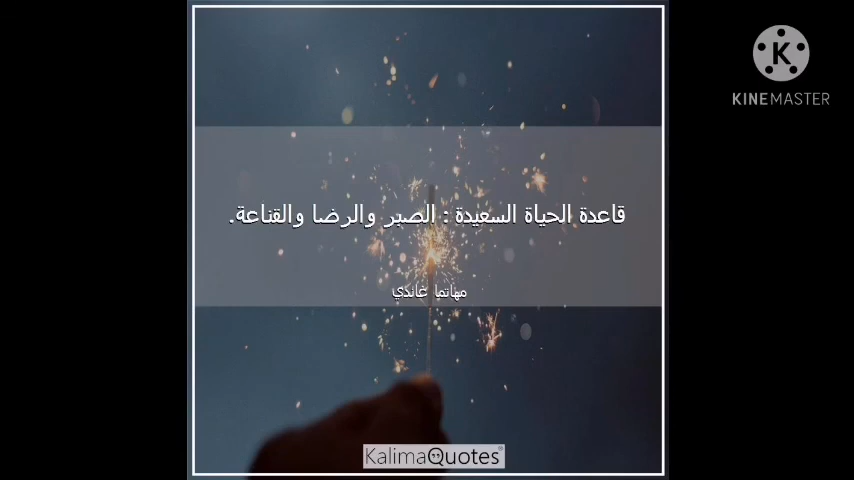 KINEMASTER
قاعدة الحياة السعيدة : الصبر والرضا والقناعة.
مهاتما غاندي
KalimaQuotes®